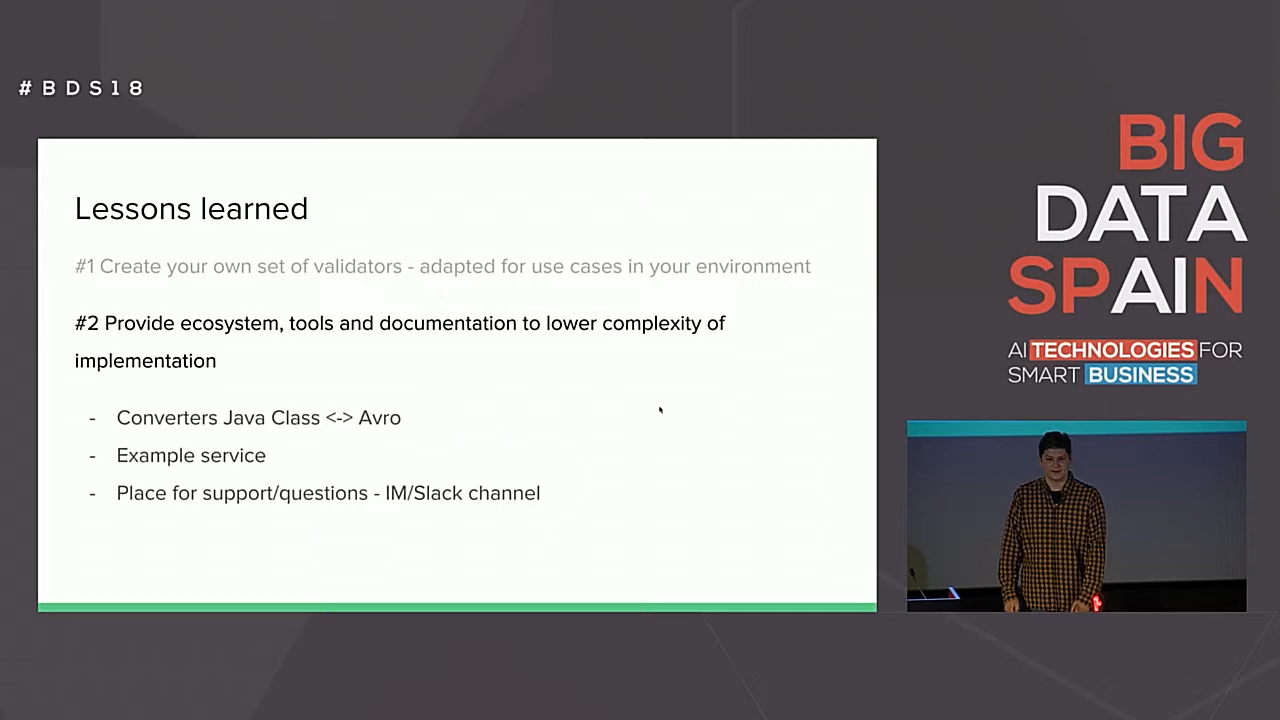 #BDS18
Lessons learned
#1 Create your own set of validators - adapted for use cases in your environment
#2 Provide ecosystem, tools and documentation to lower complexity of
implementation
- Converters Java Class <-> Avro
- Example service
- Place for support/questions - IM/Slack channel
BIG
DATA
SPAIN
AI TECHNOLOGIES FOR
SMART BUSINESS